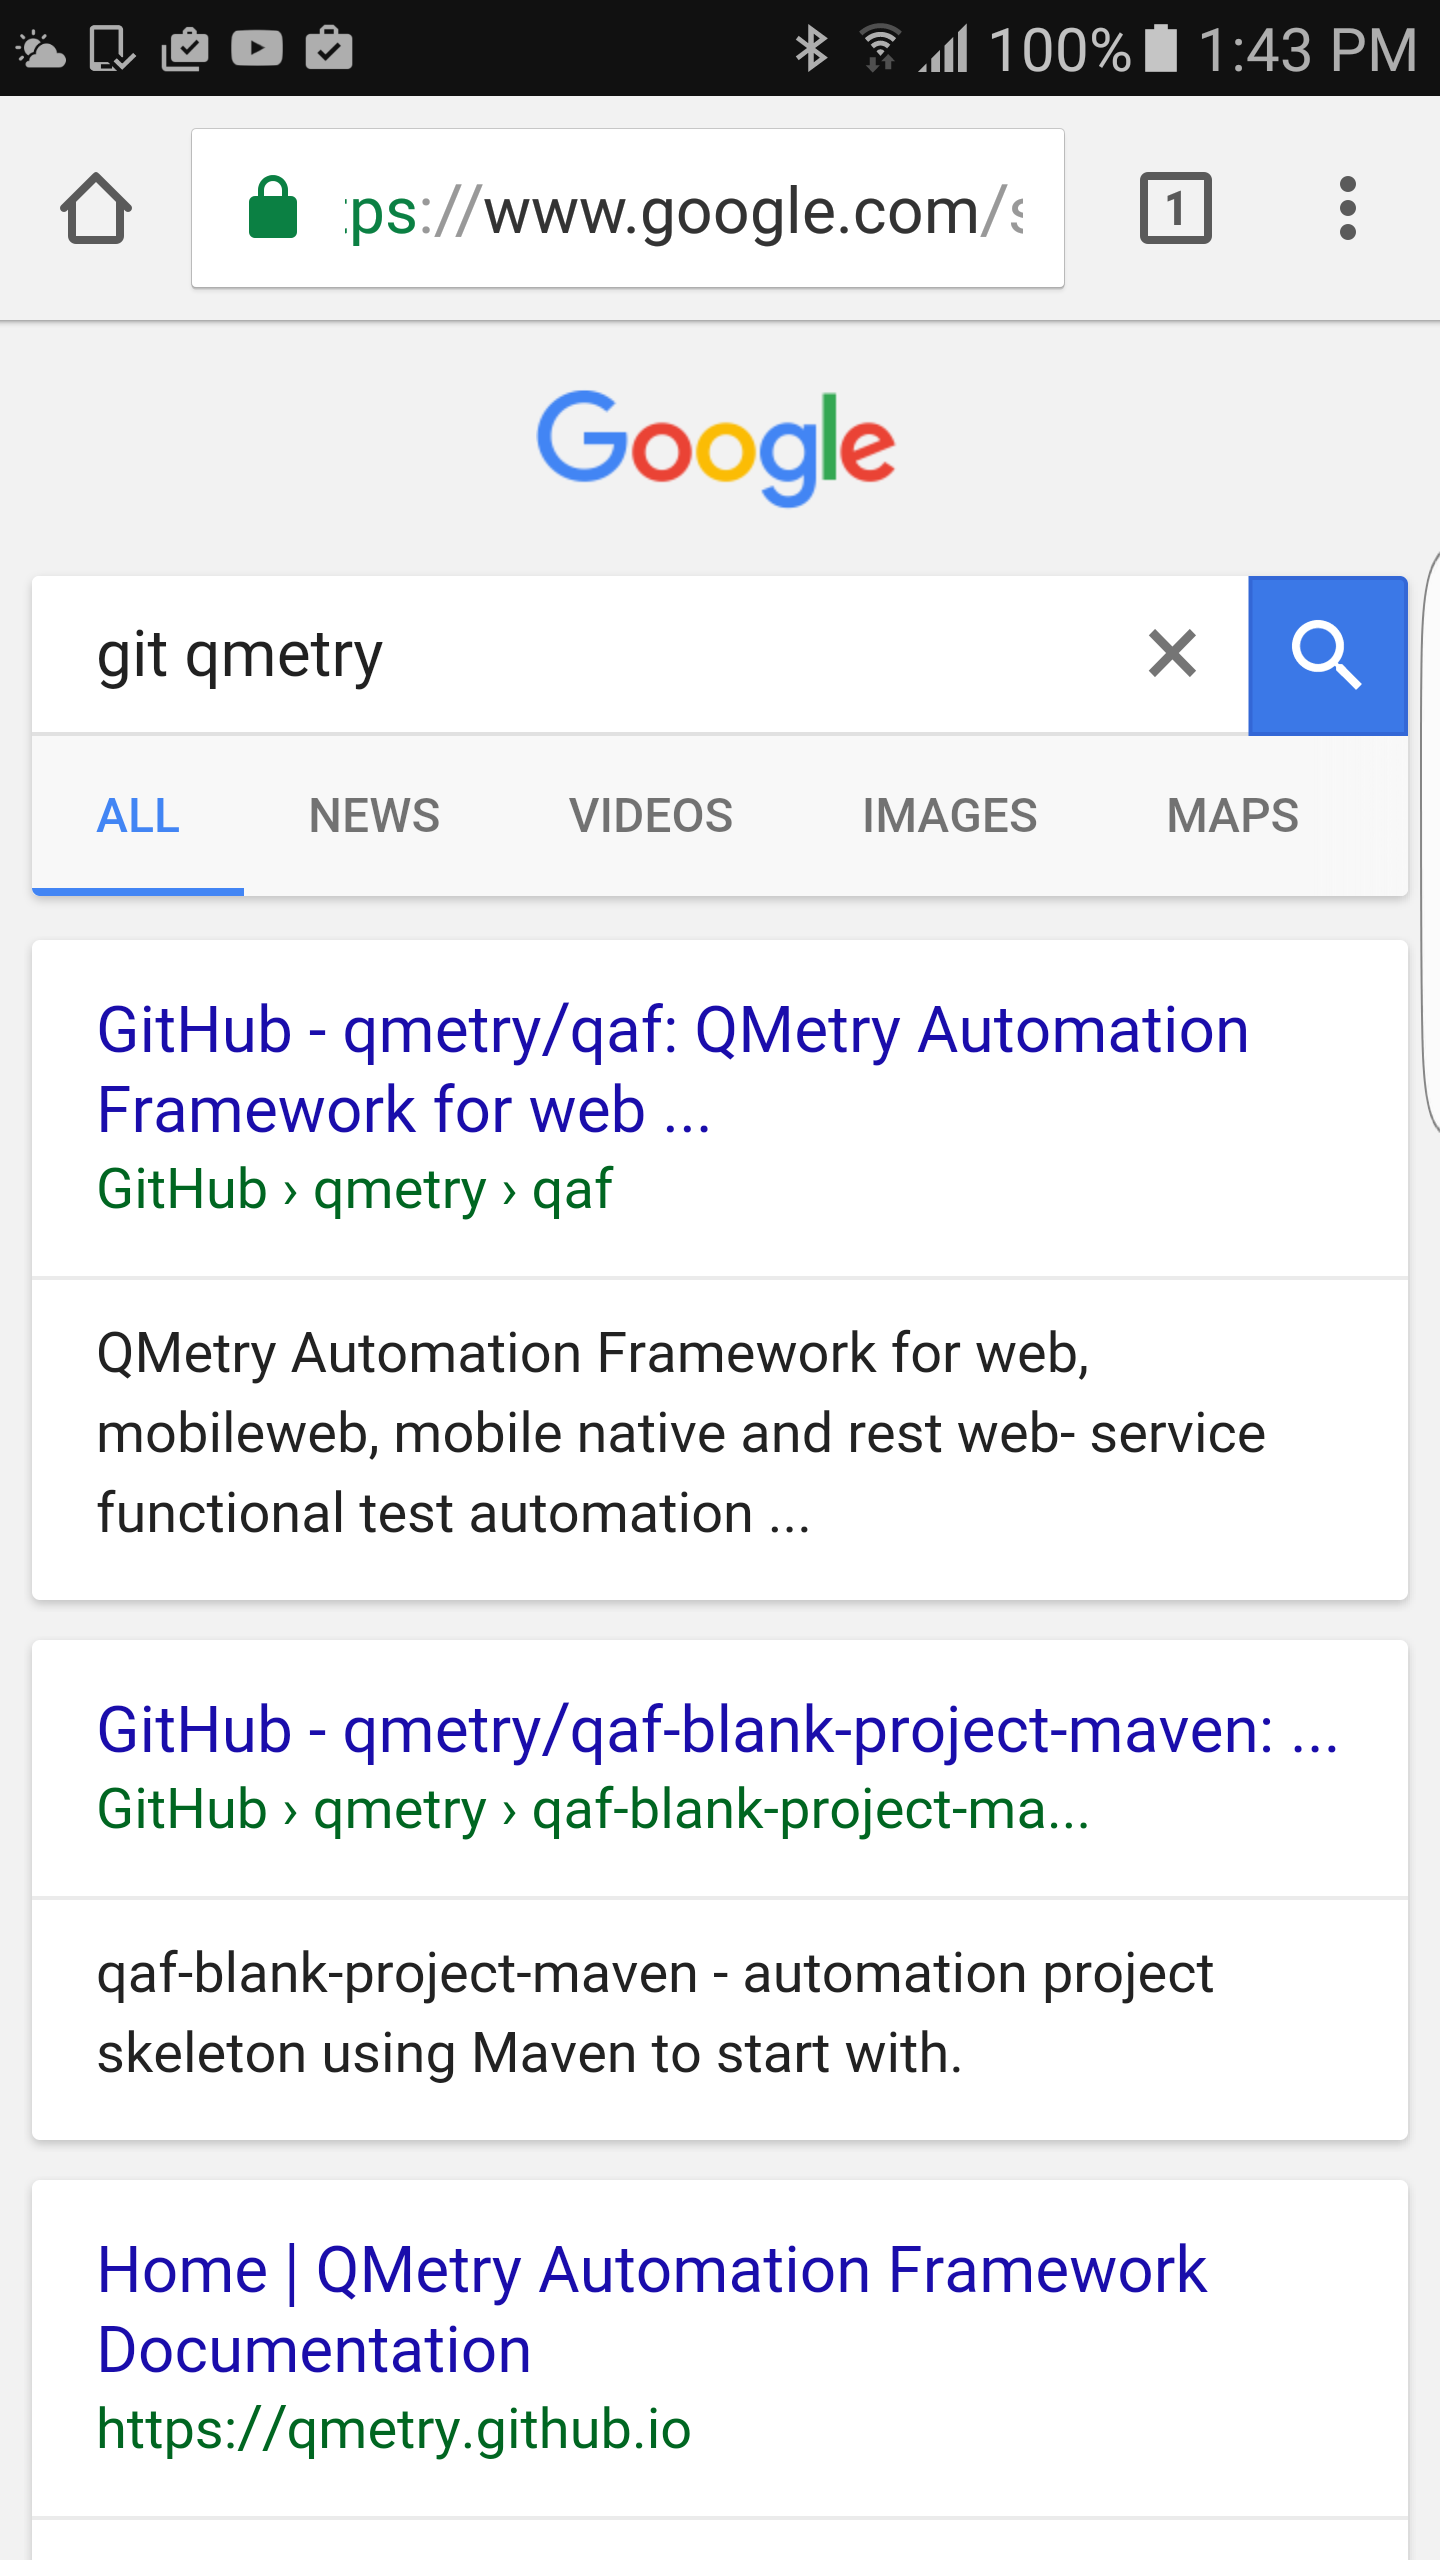 100% 1:43 PM
tps://www.google.com/s
1
Google
git qmetry
ALL NEWS VIDEOS IMAGES MAPS
GitHub - qmetry/qaf: QMetry Automation
Framework for web ...
GitHub › qmetry › qaf
QMetry Automation Framework for web,
mobileweb, mobile native and rest web- service
functional test automation ...
GitHub - qmetry/qaf-blank-project-maven: ...
GitHub › qmetry › qaf-blank-project-ma...
qaf-blank-project-maven - automation project
skeleton using Maven to start with.
Home | QMetry Automation Framework
Documentation
https://qmetry.github.io